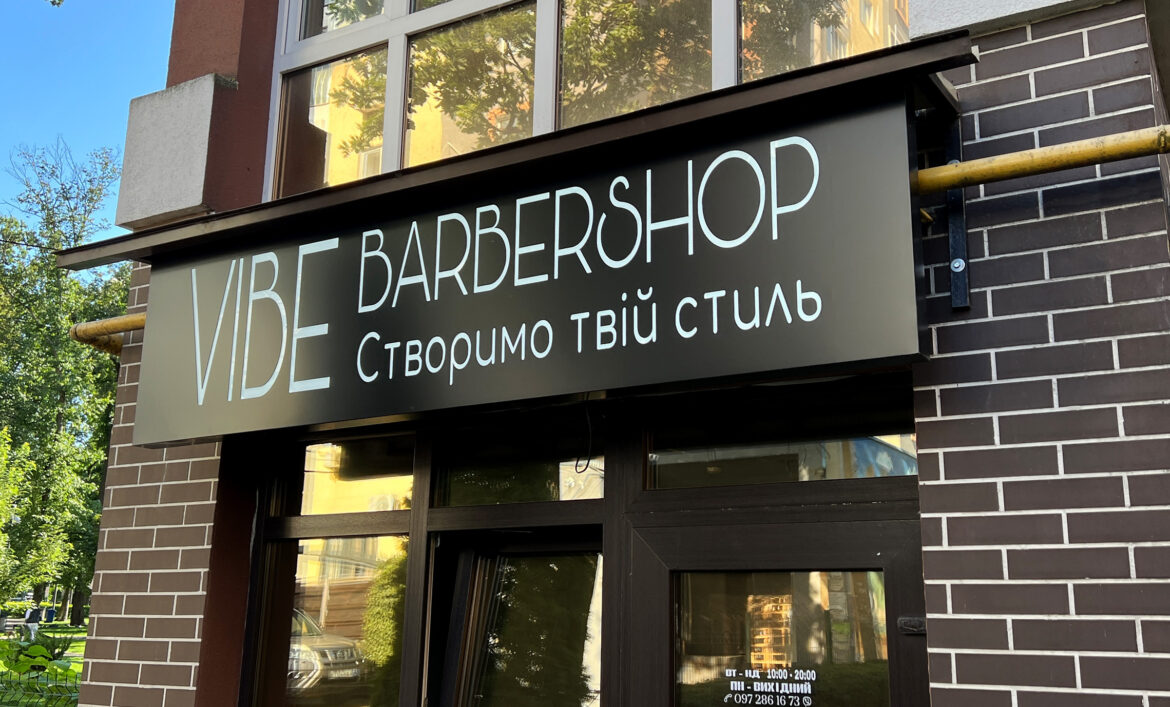 VIBE BARBERSHOP
Створимо твій стиль
ВТ - НД 10:00 - 20:00
ПН - ВИХІДНИЙ
097 286 16 73